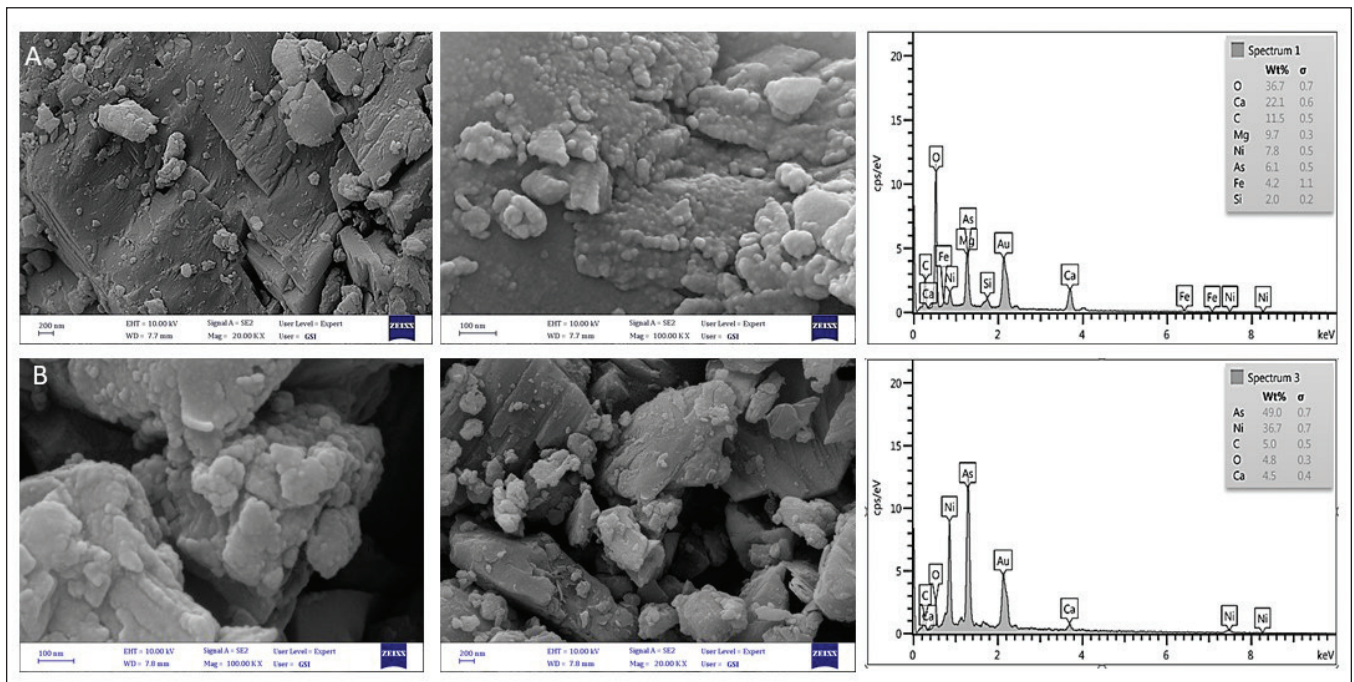 A
200 nm
EHT = 10.00 kV Signal A = SE2 User Level = Expert
WD = 7.7 mm Mag = 20.00 K X User = GSI
ZEISS
100 nm
EHT = 10.00 kV Signal A = SE2 User Level = Expert
WD = 7.7 mm Mag = 100.00 K X User = GSI
ZEISS
cps/eV
20
15
10
5
0
O
C
Ca
Fe
Ni
As
Mg
Si
Au
Ca
Fe
Fe
Ni
Ni
0 2 4 6 8 keV
Spectrum 1
Wt% σ
O 36.7 0.7
Ca 22.1 0.6
C 11.5 0.5
Mg 9.7 0.3
Ni 7.8 0.5
As 6.1 0.5
Fe 4.2 1.1
Si 2.0 0.2
B
100 nm
EHT = 10.00 kV Signal A = SE2 User Level = Expert
WD = 7.8 mm Mag = 100.00 K X User = GSI
ZEISS
200 nm
EHT = 10.00 kV Signal A = SE2 User Level = Expert
WD = 7.8 mm Mag = 20.00 K X User = GSI
ZEISS
cps/eV
20
15
10
5
0
C
Ca
O
Ni
As
Au
Ca
Ni
Ni
0 2 4 6 8 keV
Spectrum 3
Wt% σ
As 49.0 0.7
Ni 36.7 0.7
C 5.0 0.5
O 4.8 0.3
Ca 4.5 0.4